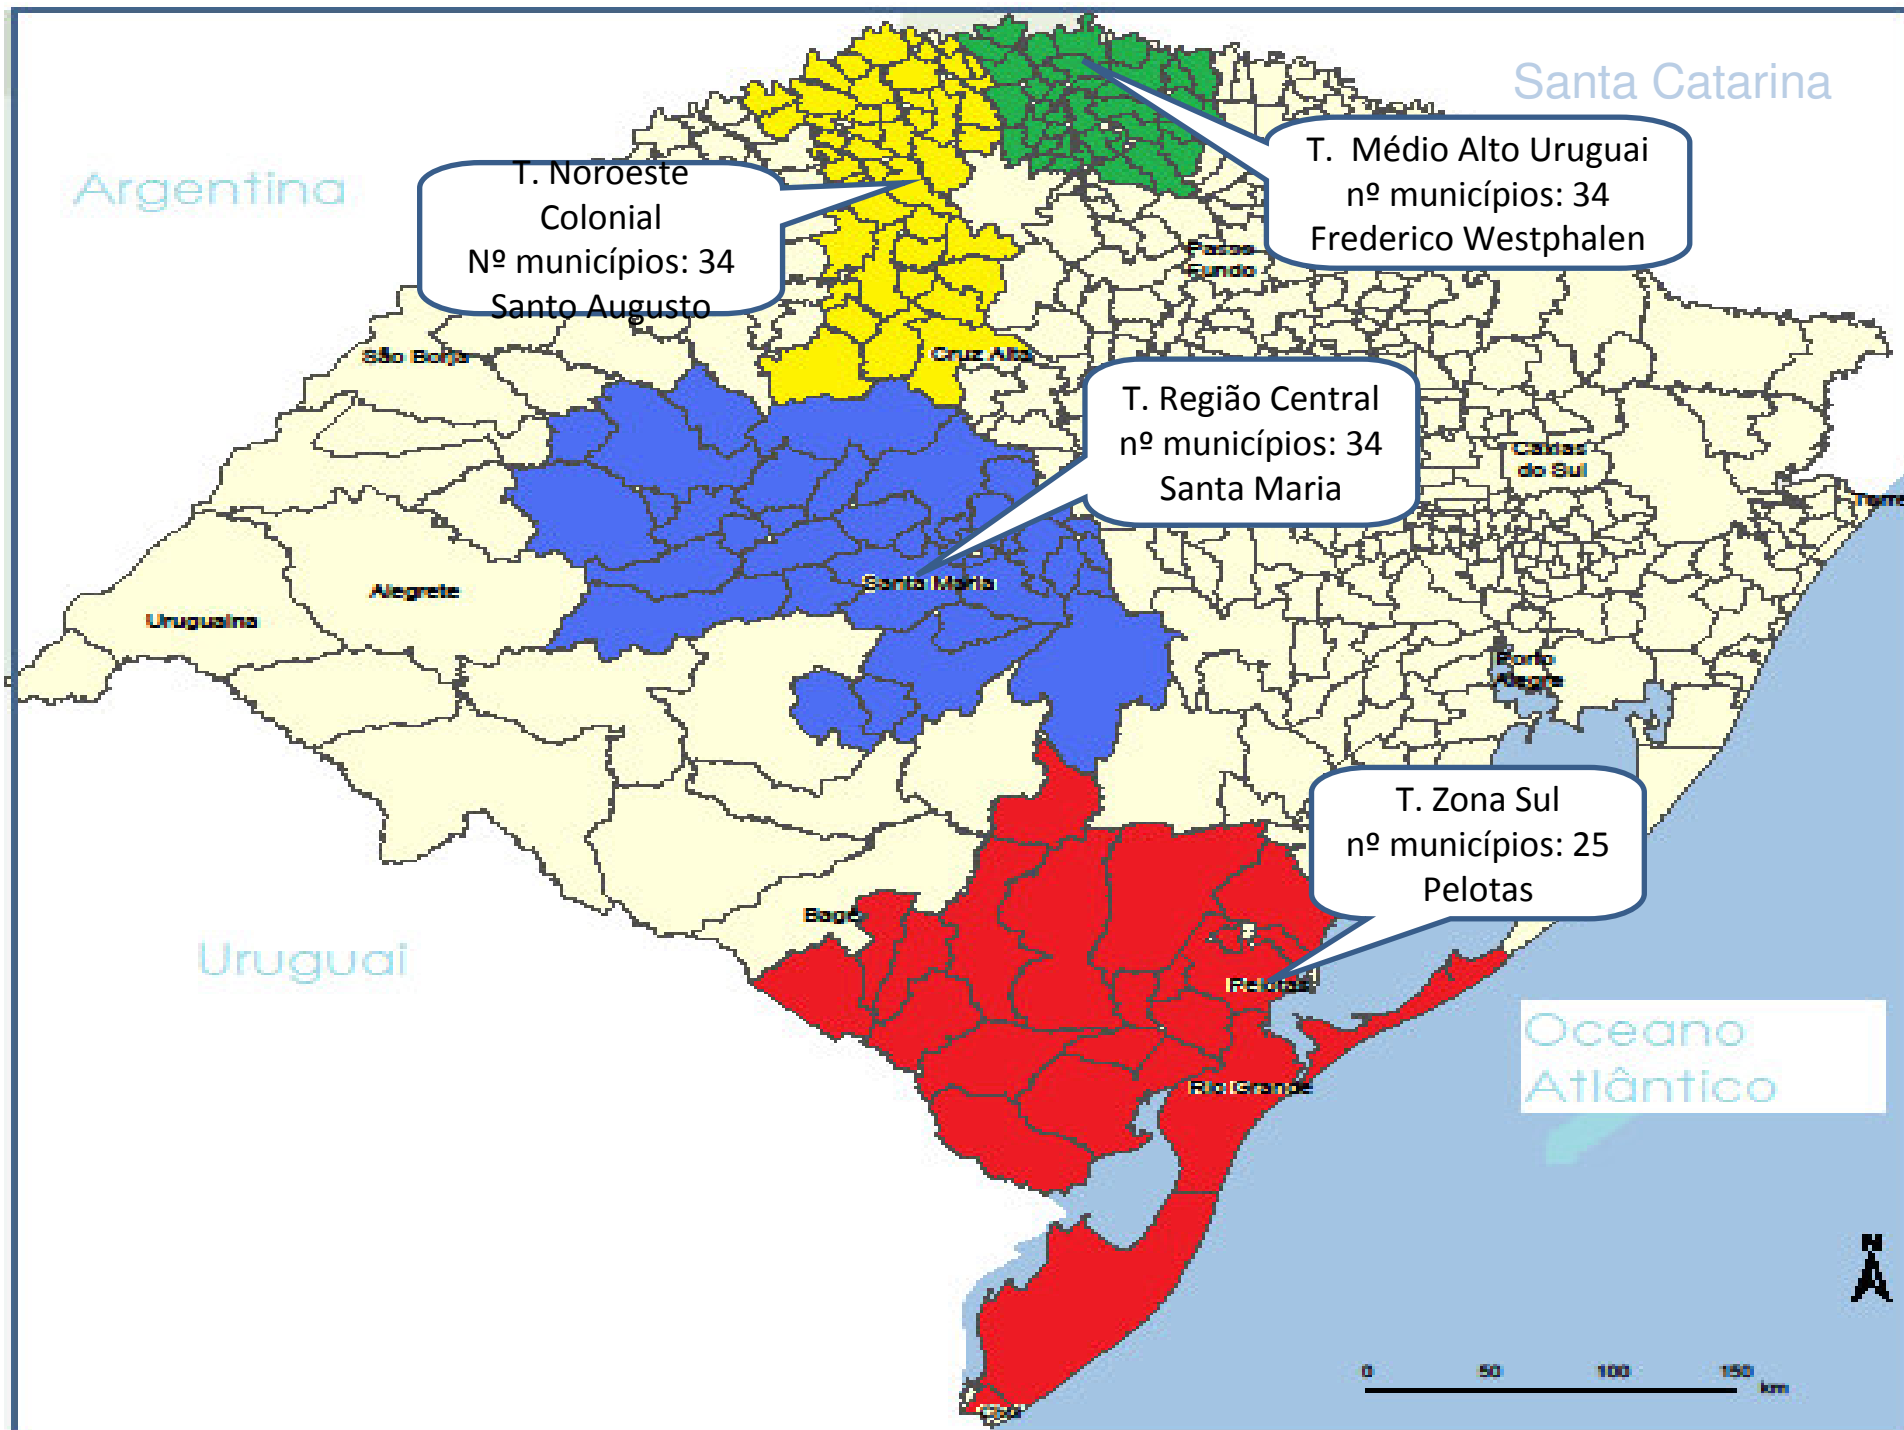 Santa Catarina
T. Médio Alto Uruguai
nº municípios: 34
Frederico Westphalen
Argentina
T. Noroeste
Colonial
Nº municípios: 34
Santo Augusto
Passo
Fundo
São Borja
Cruz Alta
T. Região Central
nº municípios: 34
Santa Maria
Caxias
do Sul
Torre
Alegrete
Santa Maria
Uruguaina
Porto
Alegre
T. Zona Sul
nº municípios: 25
Pelotas
Bagé
Uruguai
Pelotas
Oceano
Atlântico
Rio Grande
N
0 50 100 150
km